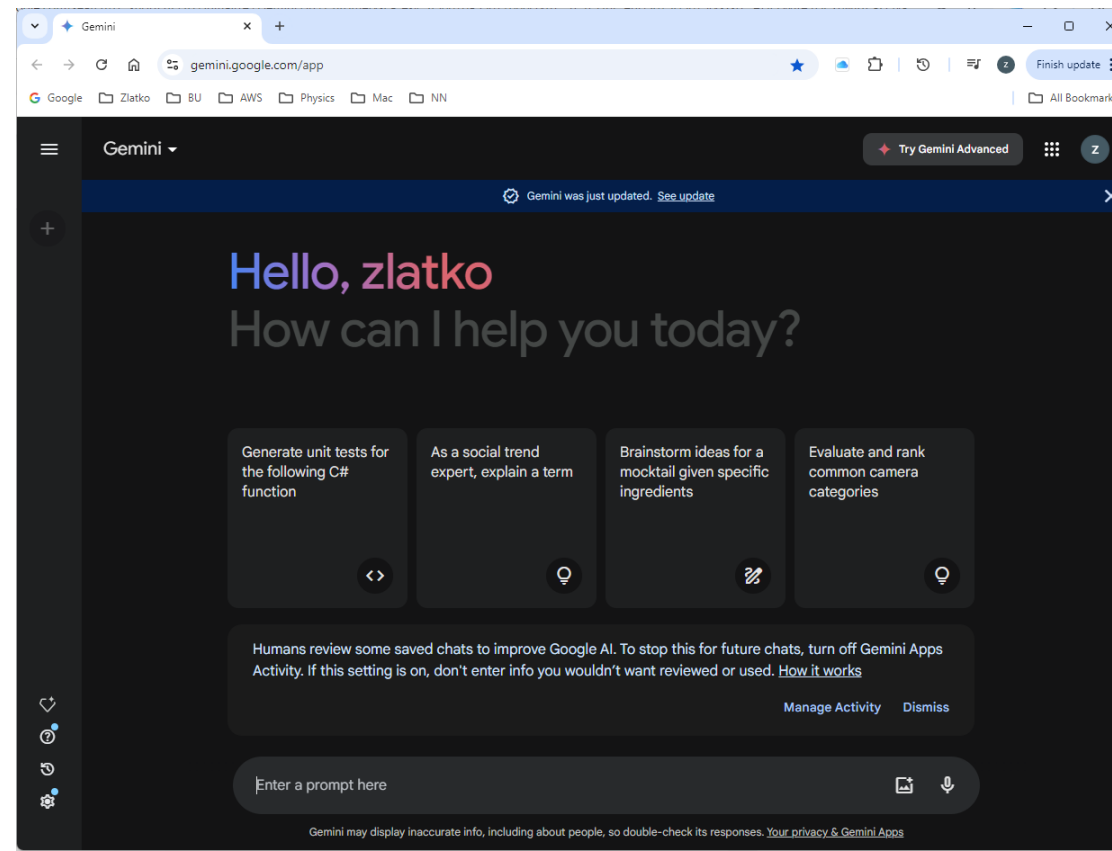 Gemini
gemini.google.com/app
z
Finish update
Google Zlatko BU AWS Physics Mac NN
All Bookmark
Gemini
Try Gemini Advanced
z
Gemini was just updated. See update
Hello, zlatko
How can I help you today?
Generate unit tests for
the following C#
function
As a social trend
expert, explain a term
Brainstorm ideas for a
mocktail given specific
ingredients
Evaluate and rank
common camera
categories
Humans review some saved chats to improve Google AI. To stop this for future chats, turn off Gemini Apps
Activity. If this setting is on, don't enter info you wouldn't want reviewed or used. How it works
Manage Activity Dismiss
Enter a prompt here
Gemini may display inaccurate info, including about people, so double-check its responses. Your privacy & Gemini Apps